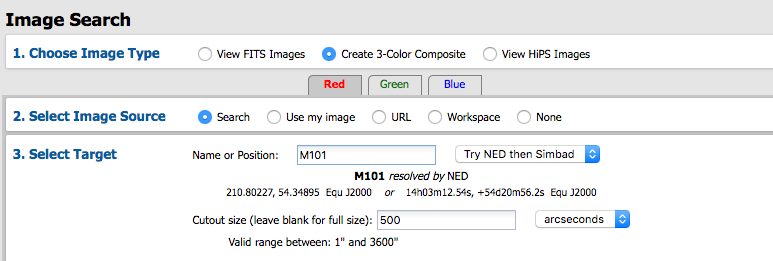 Image Search
1. Choose Image Type View FITS Images Create 3-Color Composite View HiPS Images
Red Green Blue
2. Select Image Source Search Use my image URL Workspace None
3. Select Target Name or Position: M101 Try NED then Simbad
M101 resolved by NED
210.80227, 54.34895 Equ J2000 or 14h03m12.54s, +54d20m56.2s Equ J2000
Cutout size (leave blank for full size): 500 arcseconds
Valid range between: 1" and 3600"